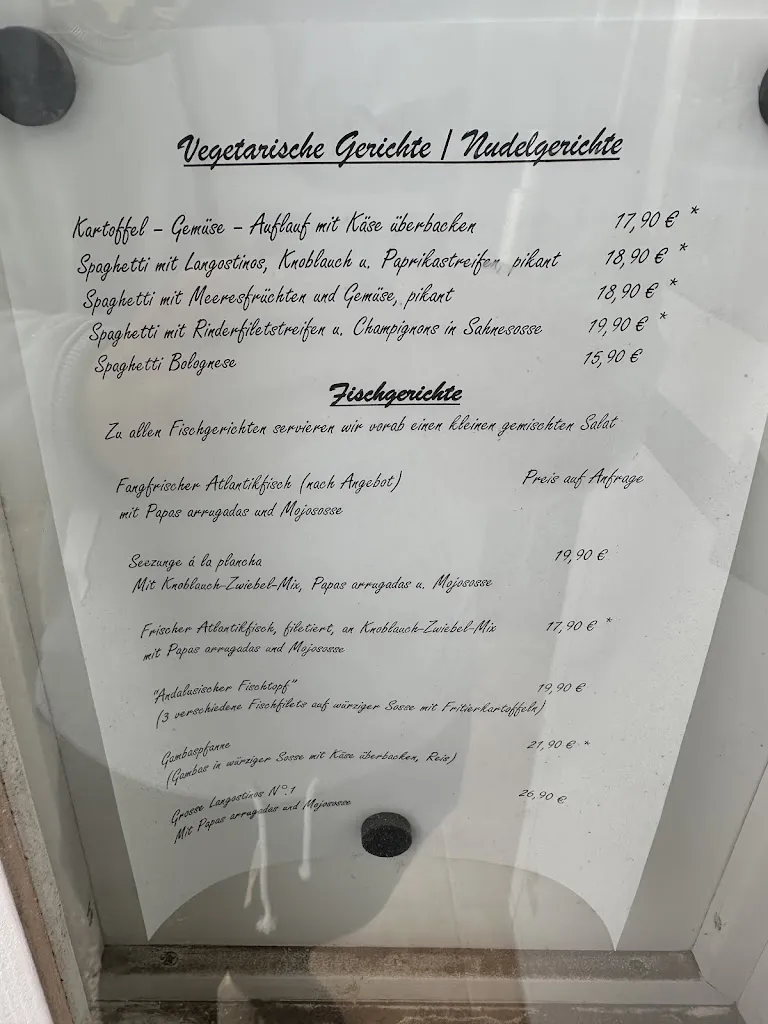 Vegetarische Gerichte / Nudelgerichte
Kartoffel – Gemüse – Auflauf mit Käse überbacken 17,90 € *
Spaghetti mit Langostinos, Knoblauch u. Paprikastreifen, pikant 18,90 € *
Spaghetti mit Meeresfrüchten und Gemüse, pikant 18,90 € *
Spaghetti mit Rinderfiletstreifen u. Champignons in Sahnesosse 19,90 € *
Spaghetti Bolognese 15,90 €
Fischgerichte
Zu allen Fischgerichten servieren wir vorab einen kleinen gemischten Salat
Fangfrischer Atlantikfisch (nach Angebot) Preis auf Anfrage
mit Papas arrugadas und Mojososse
Seezunge á la plancha 19,90 €
Mit Knoblauch-Zwiebel-Mix, Papas arrugadas u. Mojososse
Frischer Atlantikfisch, filetiert, an Knoblauch-Zwiebel-Mix 17,90 € *
mit Papas arrugadas und Mojososse
"Andalusischer Fischtopf" 19,90 €
(3 verschiedene Fischfilets auf würziger Sosse mit Fritierkartoffeln)
Gambaspfanne 21,90 € *
(Gambas in würziger Sosse mit Käse überbacken, Reis)
Grosse Langostinos Nº.1 26,90 €
Mit Papas arrugadas und Mojososse